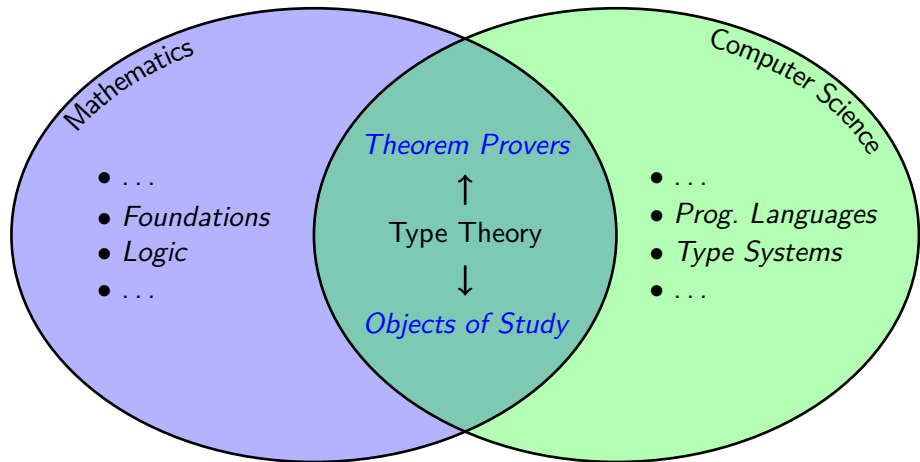 Mathematics
Computer Science
• . . .
• Foundations
• Logic
• . . .
Theorem Provers
↑
Type Theory
↓
Objects of Study
• . . .
• Prog. Languages
• Type Systems
• . . .